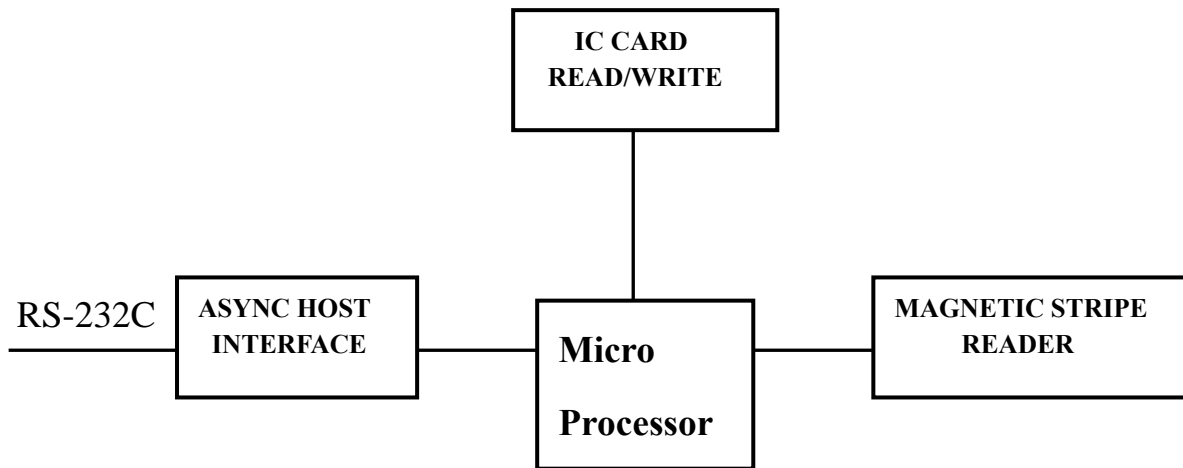 IC CARD
READ/WRITE
RS-232C
ASYNC HOST
INTERFACE
Micro
Processor
MAGNETIC STRIPE
READER